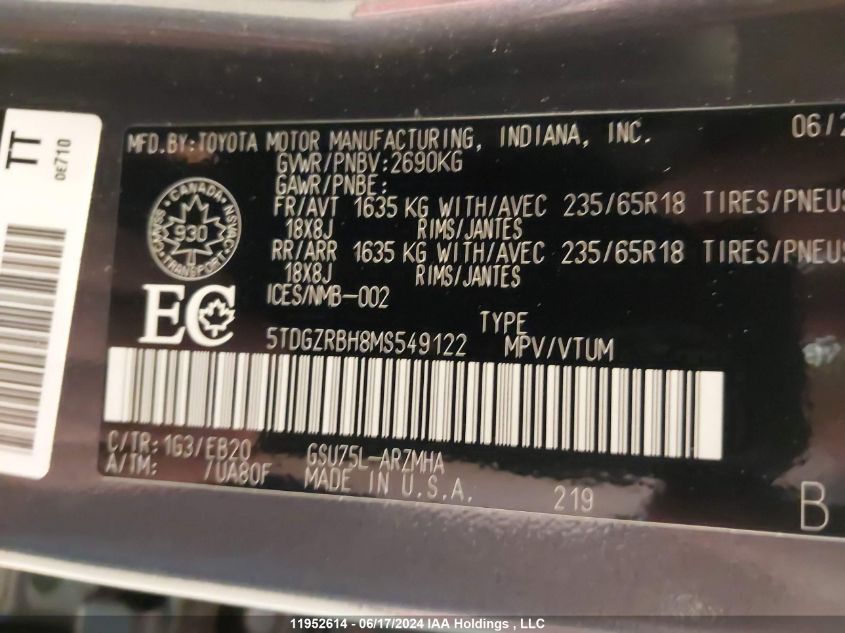 TT
0E710
MFD.BY:TOYOTA MOTOR MANUFACTURING, INDIANA, INC. 06/2
GVWR/PNBV:2690KG
GAWR/PNBE:
FR/AVT 1635 KG WITH/AVEC 235/65R18 TIRES/PNEUS
18X8J RIMS/JANTES
RR/ARR 1635 KG WITH/AVEC 235/65R18 TIRES/PNEUS
18X8J RIMS/JANTES
ICES/NMB-002
CANADA
930
TRANSPORT
EC
TYPE
5TDGZRBH8MS549122 MPV/VTUM
C/TR: 1G3/EB20 GSU75L-ARZMHA
A/TM: /UA80F MADE IN U.S.A. 219
B
11952614 - 06/17/2024 IAA Holdings , LLC